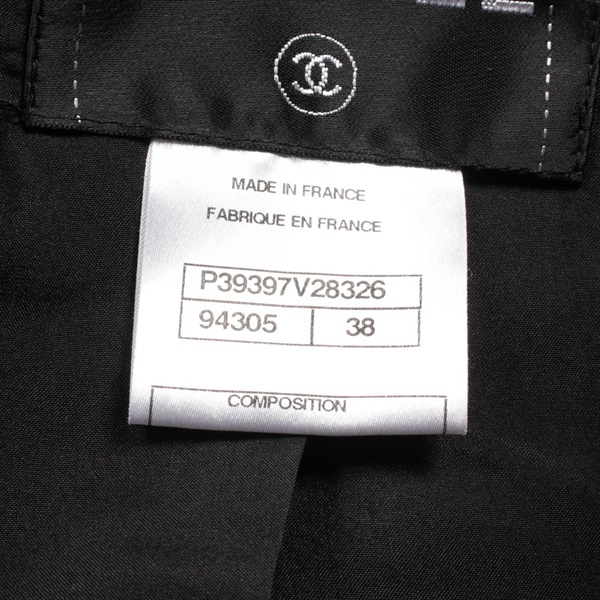 MADE IN FRANCE
FABRIQUE EN FRANCE
P39397V28326
94305 38
COMPOSITION